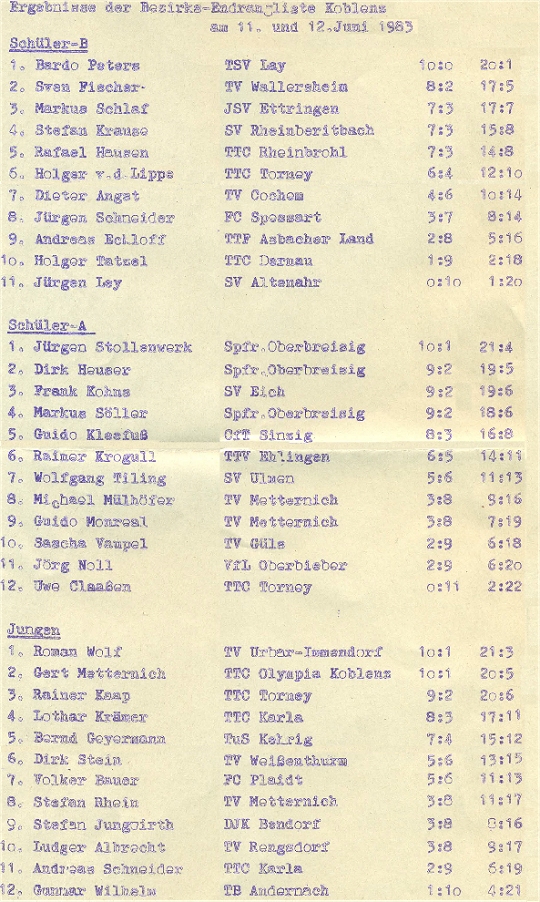 Ergebnisse der Bezirks-Endrangliste Koblenz
am 11. und 12.Juni 1983
Schüler-B
1. Bardo Peters TSV Lay 10:0 20:1
2. Sven Fischer TV Wallersheim 8:2 17:5
3. Markus Schlaf JSV Ettringen 7:3 17:7
4. Stefan Krause SV Rheinbreitbach 7:3 15:8
5. Rafael Hausen TTC Rheinbrohl 7:3 14:8
6. Holger v.d.Lippe TTC Torney 6:4 12:10
7. Dieter Angst TV Cochem 4:6 10:14
8. Jürgen Schneider FC Spessart 3:7 8:14
9. Andreas Eckloff TTF Asbacher Land 2:8 5:16
10. Holger Tatzel TTC Dernau 1:9 2:18
11. Jürgen Ley SV Altenahr 0:10 1:20
Schüler-A
1. Jürgen Stollenwerk Spfr.Oberbreisig 10:1 21:4
2. Dirk Heuser Spfr.Oberbreisig 9:2 19:5
3. Frank Kohns SV Eich 9:2 19:6
4. Markus Söller Spfr.Oberbreisig 9:2 18:6
5. Guido Kleefuß CfT Sinzig 8:3 16:8
6. Rainer Krogull TTV Ehlingen 6:5 14:11
7. Wolfgang Tiling SV Ulmen 5:6 11:13
8. Michael Mülhöfer TV Metternich 3:8 9:16
9. Guido Monreal TV Metternich 3:8 7:19
10. Sascha Vampel TV Güls 2:9 6:18
11. Jörg Noll VfL Oberbieber 2:9 6:20
12. Uwe Claaßen TTC Torney 0:11 2:22
Jungen
1. Roman Wolf TV Urbar-Immendorf 10:1 21:3
2. Gert Metternich TTC Olympia Koblenz 10:1 20:5
3. Rainer Kaap TTC Torney 9:2 20:6
4. Lothar Krämer TTC Karla 8:3 17:11
5. Bernd Geyermann TuS Kehrig 7:4 15:12
6. Dirk Stein TV Weißenthurm 5:6 13:15
7. Volker Bauer FC Plaidt 5:6 11:13
8. Stefan Rhein TV Metternich 3:8 11:17
9. Stefan Jungbirth DJK Bendorf 3:8 8:16
10. Ludger Albrecht TV Rengsdorf 3:8 9:17
11. Andreas Schneider TTC Karla 2:9 6:19
12. Gunnar Wilhelm TB Andernach 1:10 4:21